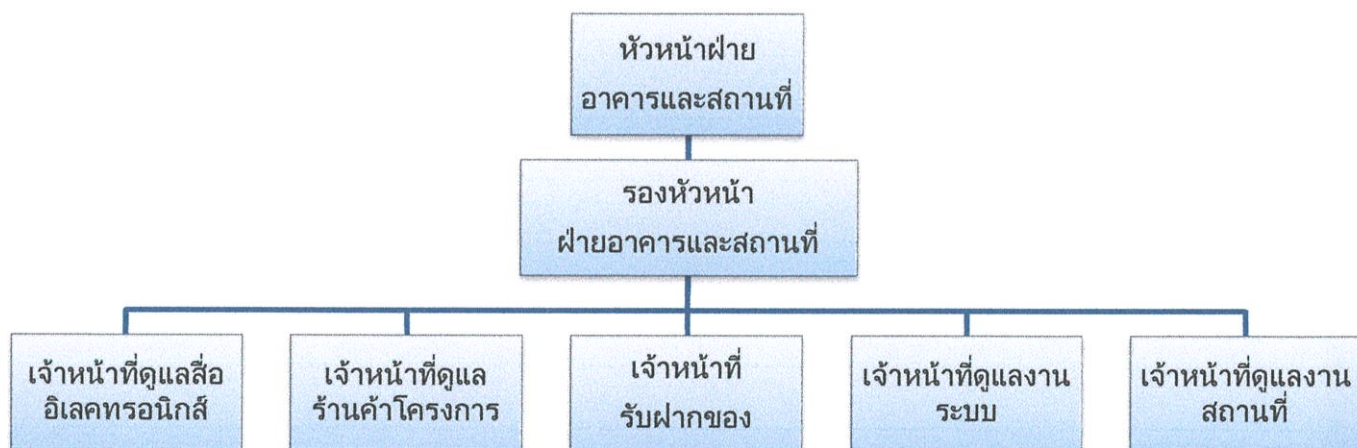 หัวหน้าฝ่าย
อาคารและสถานที่
รองหัวหน้า
ฝ่ายอาคารและสถานที่
เจ้าหน้าที่ดูแลสื่อ
อิเลคทรอนิกส์
เจ้าหน้าที่ดูแล
ร้านค้าโครงการ
เจ้าหน้าที่
รับฝากของ
เจ้าหน้าที่ดูแลงาน
ระบบ
เจ้าหน้าที่ดูแลงาน
สถานที่